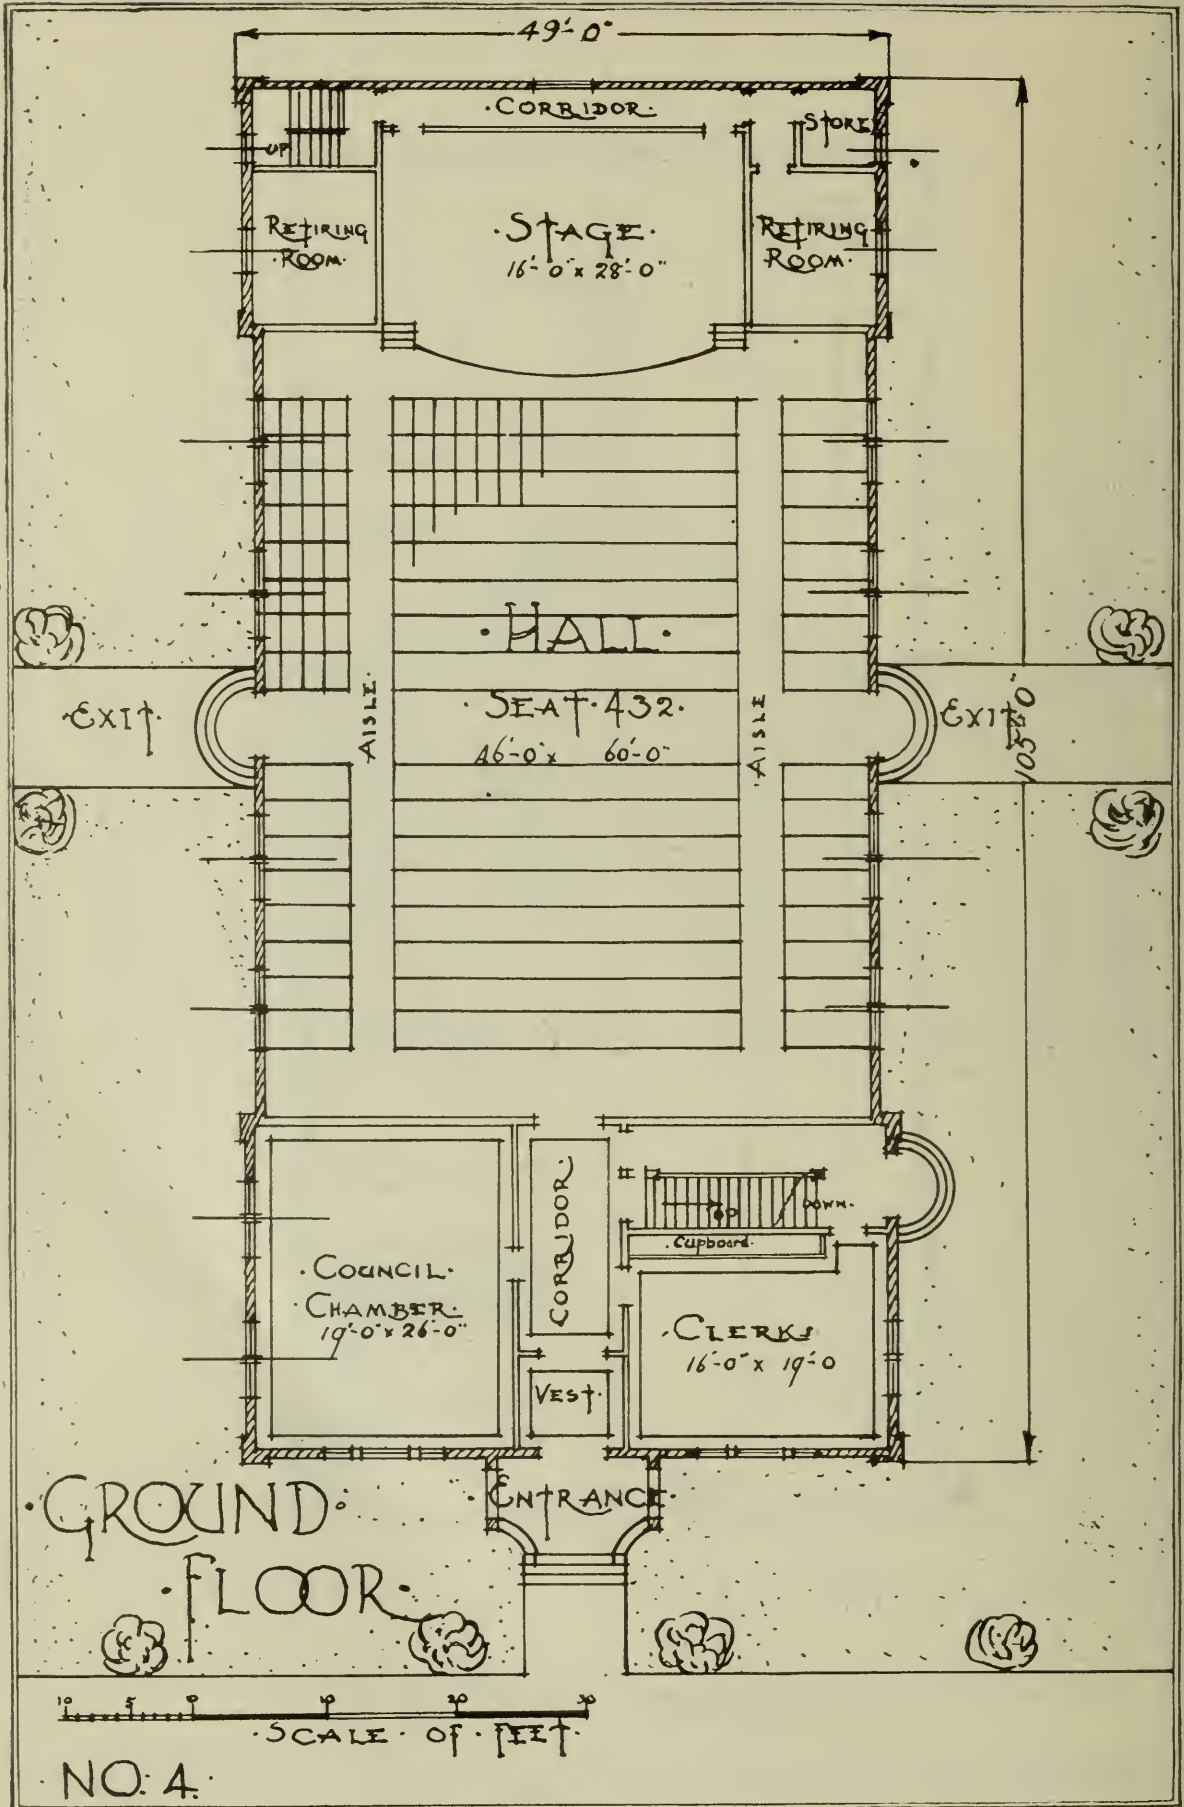 49'-0"
·CORRIDOR·
STORE
UP
RETIRING
·ROOM·
·STAGE·
16'-0" x 28'-0"
RETIRING
ROOM·
·HALL·
·EXIT·
AISLE·
·SEAT·432·
46'-0" x 60'-0"
·AISLE
·EXIT·
105'-0"
·COUNCIL·
·CHAMBER·
19'-0" x 26'-0"
CORRIDOR·
UP
DOWN·
·Cupboard·
·CLERKS
16'-0" x 19'-0
VEST·
ENTRANCE·
·GROUND·
·FLOOR·
10 5 0 10 20 30
·SCALE· OF· FEET·
·NO: 4·